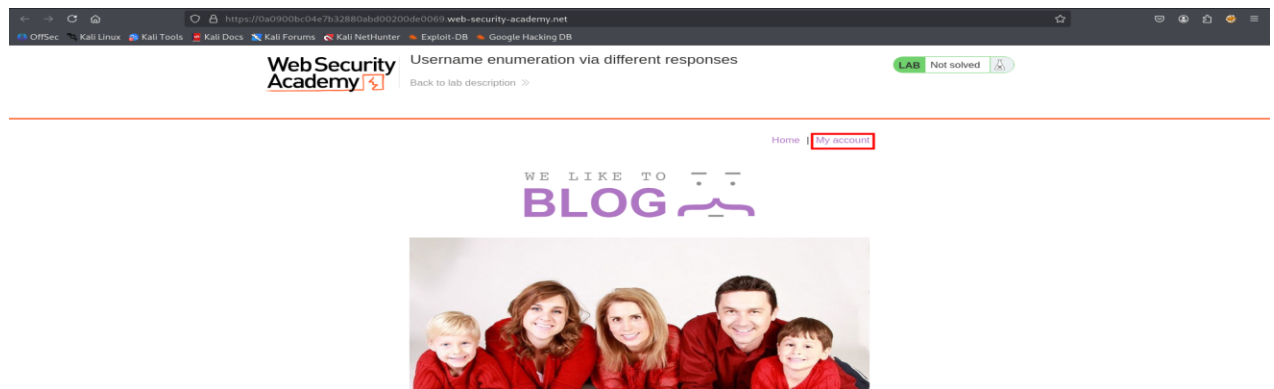 https://0a0900bc04e7b32880abd00200de0069.web-security-academy.net
OffSec Kali Linux Kali Tools Kali Docs Kali Forums Kali NetHunter Exploit-DB Google Hacking DB
WebSecurity
Academy
Username enumeration via different responses
Back to lab description
LAB Not solved
Home | My account
WE LIKE TO
BLOG